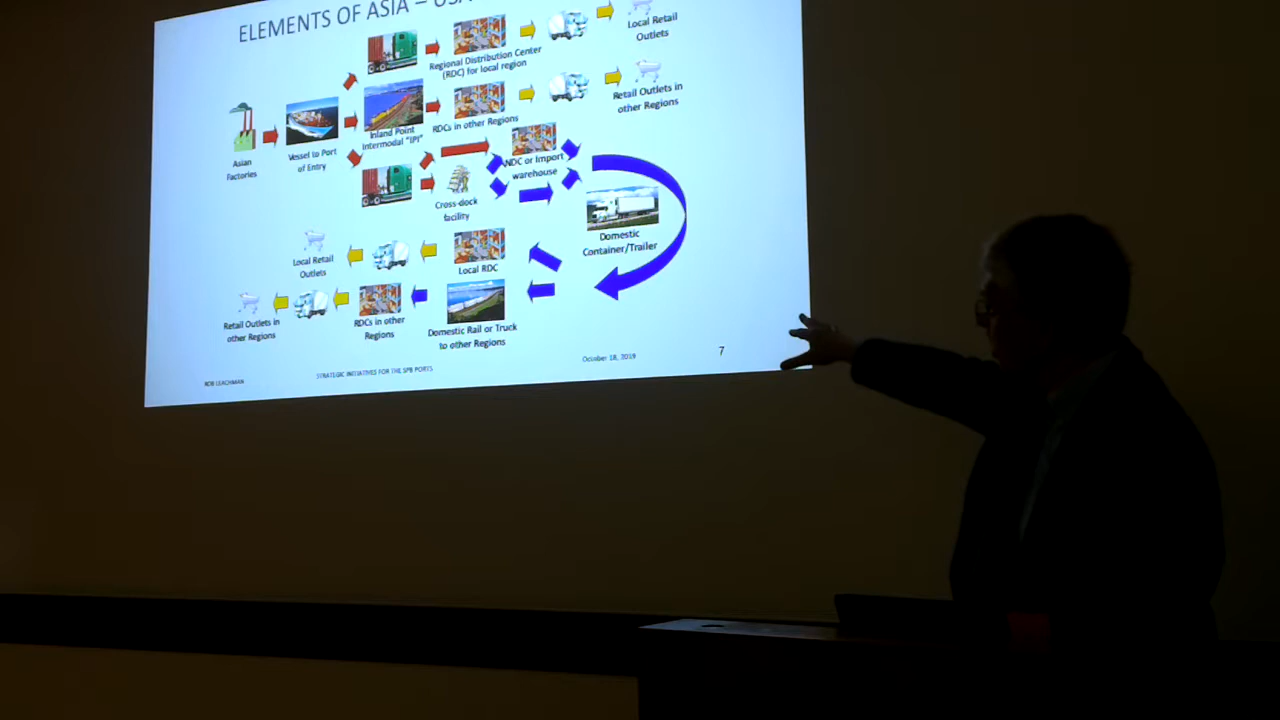 ELEMENTS OF ASIA – USA
Local Retail
Outlets
Regional Distribution Center
(RDC) for local region
Retail Outlets in
other Regions
Inland Point
Intermodal "IPI"
RDCs in other Regions
Asian
Factories
Vessel to Port
of Entry
NDC or Import
warehouse
Cross-dock
facility
Domestic
Container/Trailer
Local Retail
Outlets
Local RDC
Retail Outlets in
other Regions
RDCs in other
Regions
Domestic Rail or Truck
to other Regions
ROB LEACHMAN
STRATEGIC INITIATIVES FOR THE SPB PORTS
October 18, 2019
7